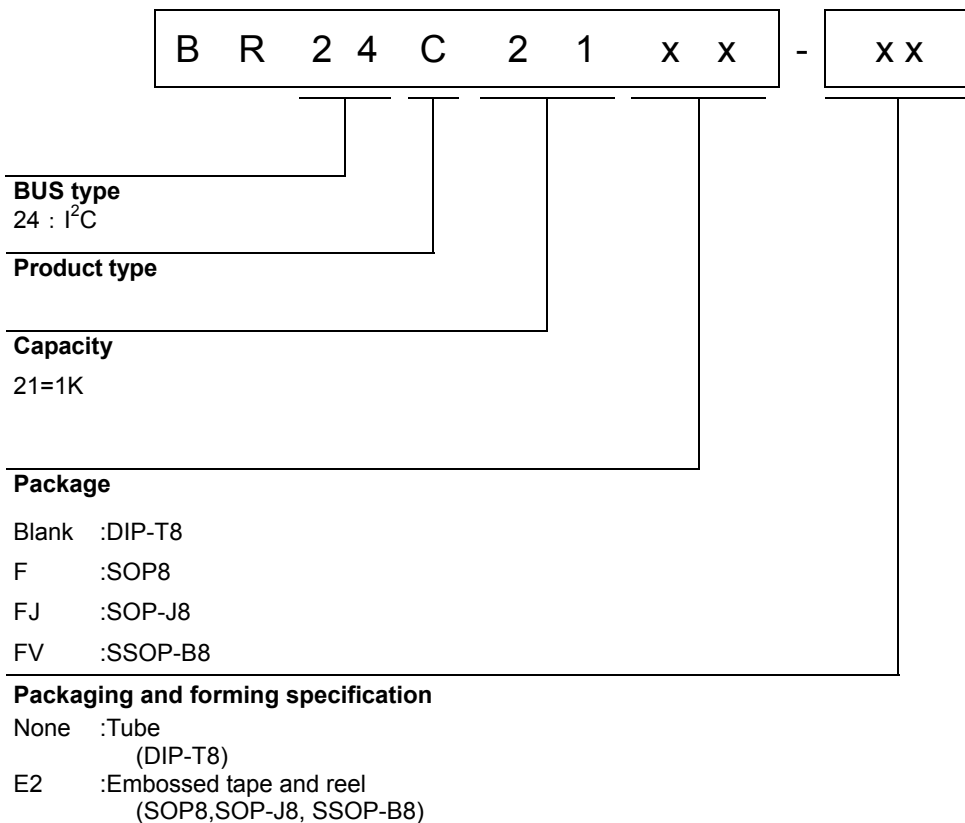 B R 2 4 C 2 1 x x - x x
BUS type
24 : I²C
Product type
Capacity
21=1K
Package
Blank :DIP-T8
F :SOP8
FJ :SOP-J8
FV :SSOP-B8
Packaging and forming specification
None :Tube
(DIP-T8)
E2 :Embossed tape and reel
(SOP8,SOP-J8, SSOP-B8)